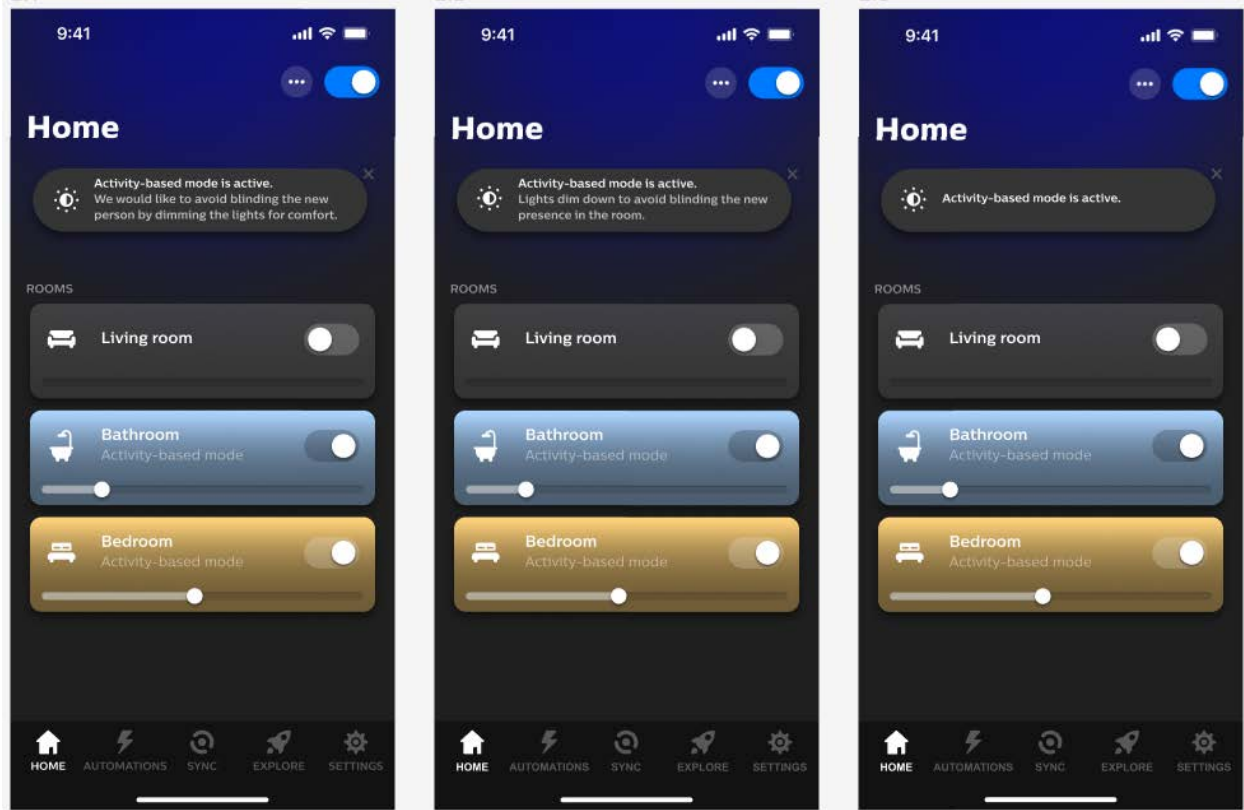 9:41
Home
Activity-based mode is active.
We would like to avoid blinding the new
person by dimming the lights for comfort.
ROOMS
Living room
Bathroom
Activity-based mode
Bedroom
Activity-based mode
HOME AUTOMATIONS SYNC EXPLORE SETTINGS
9:41
Home
Activity-based mode is active.
Lights dim down to avoid blinding the new
presence in the room.
ROOMS
Living room
Bathroom
Activity-based mode
Bedroom
Activity-based mode
HOME AUTOMATIONS SYNC EXPLORE SETTINGS
9:41
Home
Activity-based mode is active.
ROOMS
Living room
Bathroom
Activity-based mode
Bedroom
Activity-based mode
HOME AUTOMATIONS SYNC EXPLORE SETTINGS